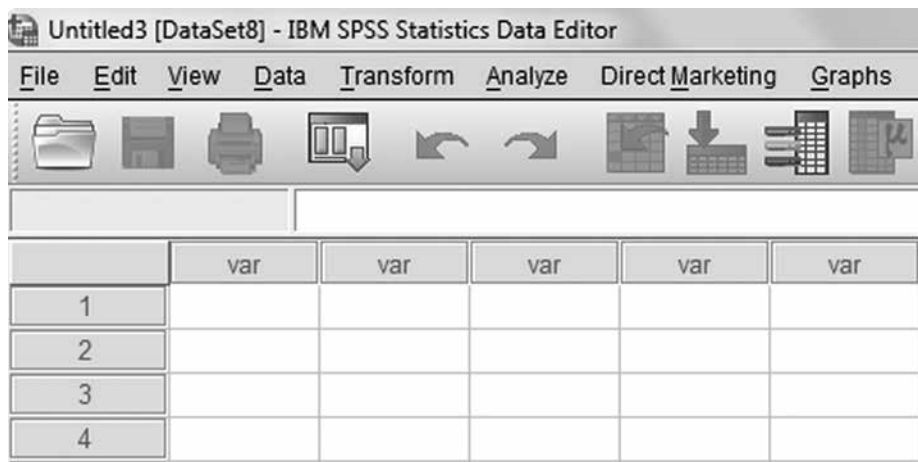 Untitled3 [DataSet8] - IBM SPSS Statistics Data Editor
File Edit View Data Transform Analyze Direct Marketing Graphs
μ
var var var var var
1
2
3
4